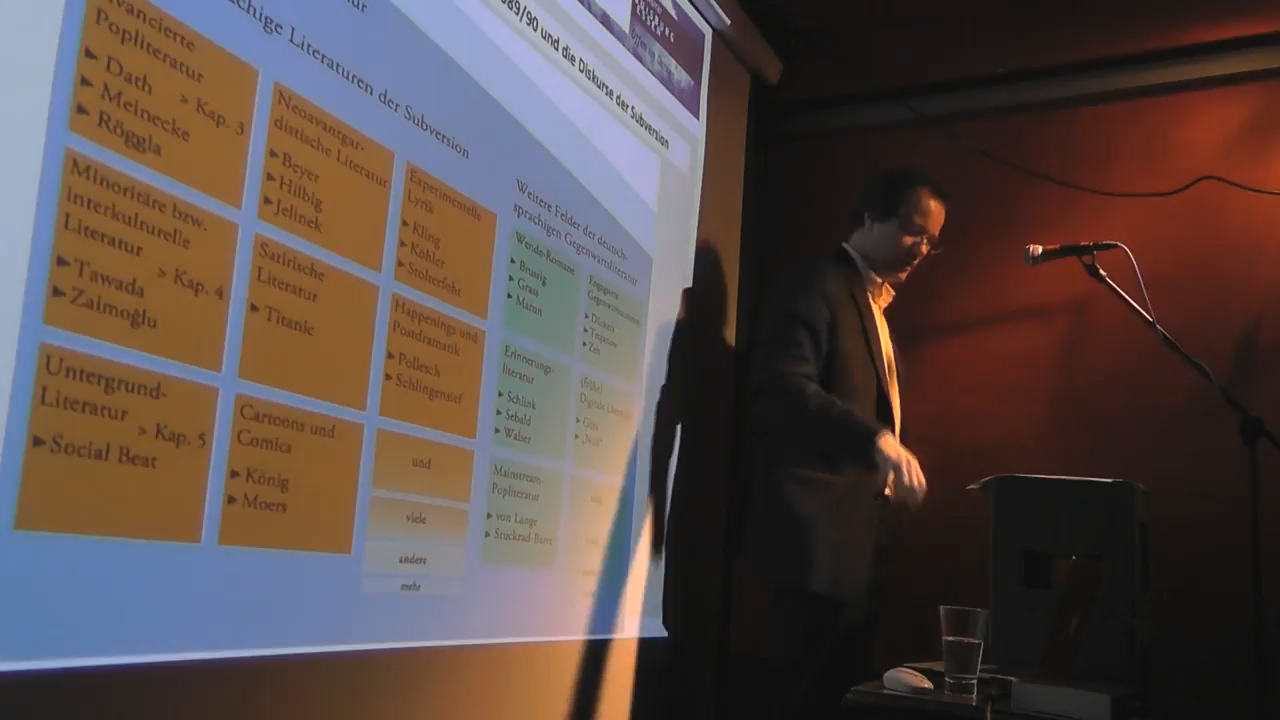 89/90 und die Diskurse der Subversion
Literaturen der Subversion
Popliteratur
► Dath
► Meinecke
► Röggla
> Kap. 3
Minoritäre bzw.
interkulturelle
Literatur
► Tawada
► Zaimoğlu
> Kap. 4
Untergrund-
Literatur
► Social Beat
> Kap. 5
Neoavantgar-
distische Literatur
► Beyer
► Hilbig
► Jelinek
Satirische
Literatur
► Titanic
Cartoons und
Comics
► König
► Moers
Experimentelle
Lyrik
► Kling
► Köhler
► Stolterfoht
Happenings und
Postdramatik
► Pollesch
► Schlingensief
und
viele
andere
mehr
Weitere Felder der deutsch-
sprachigen Gegenwartsliteratur
Wende-Romane
► Brussig
► Grass
► Maron
Erinnerungs-
literatur
► Schlink
► Sebald
► Walser
Mainstream-
Popliteratur
► von Lange
► Stuckrad-Barre
Engagierte
► Zeh
(frühe)